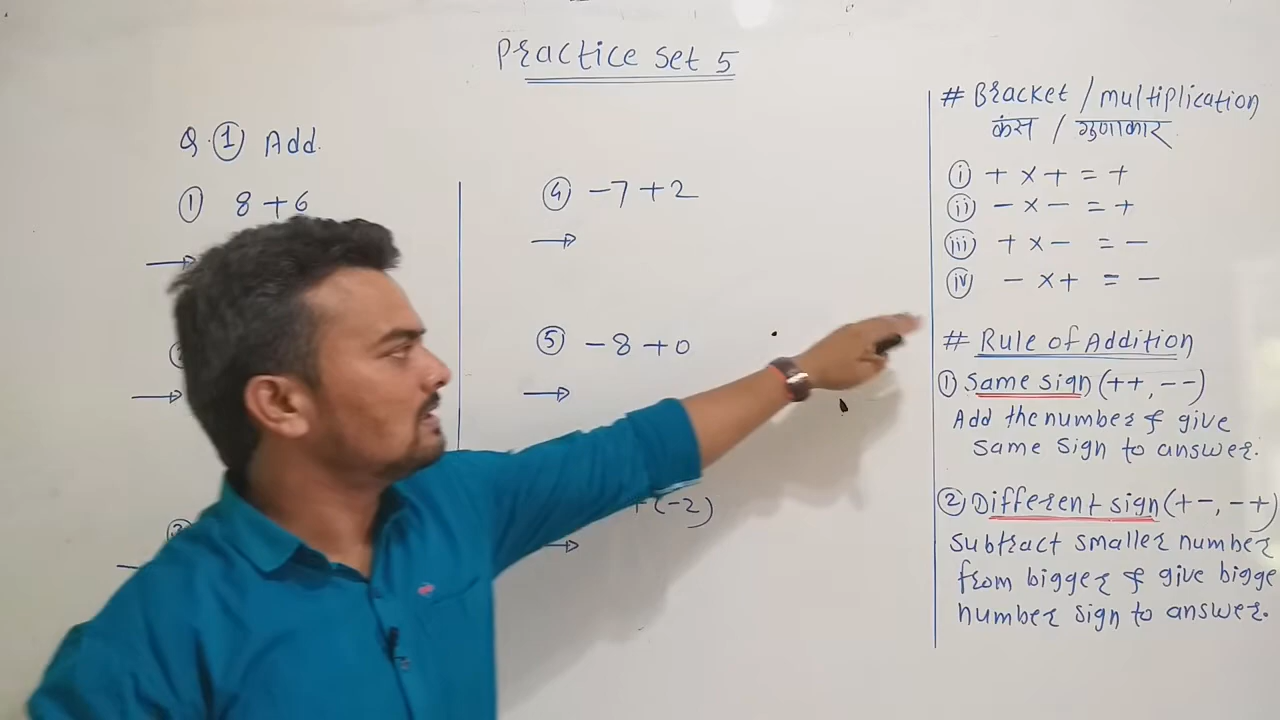 Practice Set 5
Q.① Add.
① 8 + 6
④ -7 + 2
⑤ -8 + 0
+ (-2)
# Bracket / multiplication
कंस / गुणाकार
ⓘ + × + = +
ⓘⓘ - × - = +
ⓘⓘⓘ + × - = -
ⓘⓥ - × + = -
# Rule of Addition
① Same sign (++, --)
Add the number & give
same sign to answer.
② Different sign (+-, -+)
Subtract smaller number
from bigger & give bigge
number sign to answer.